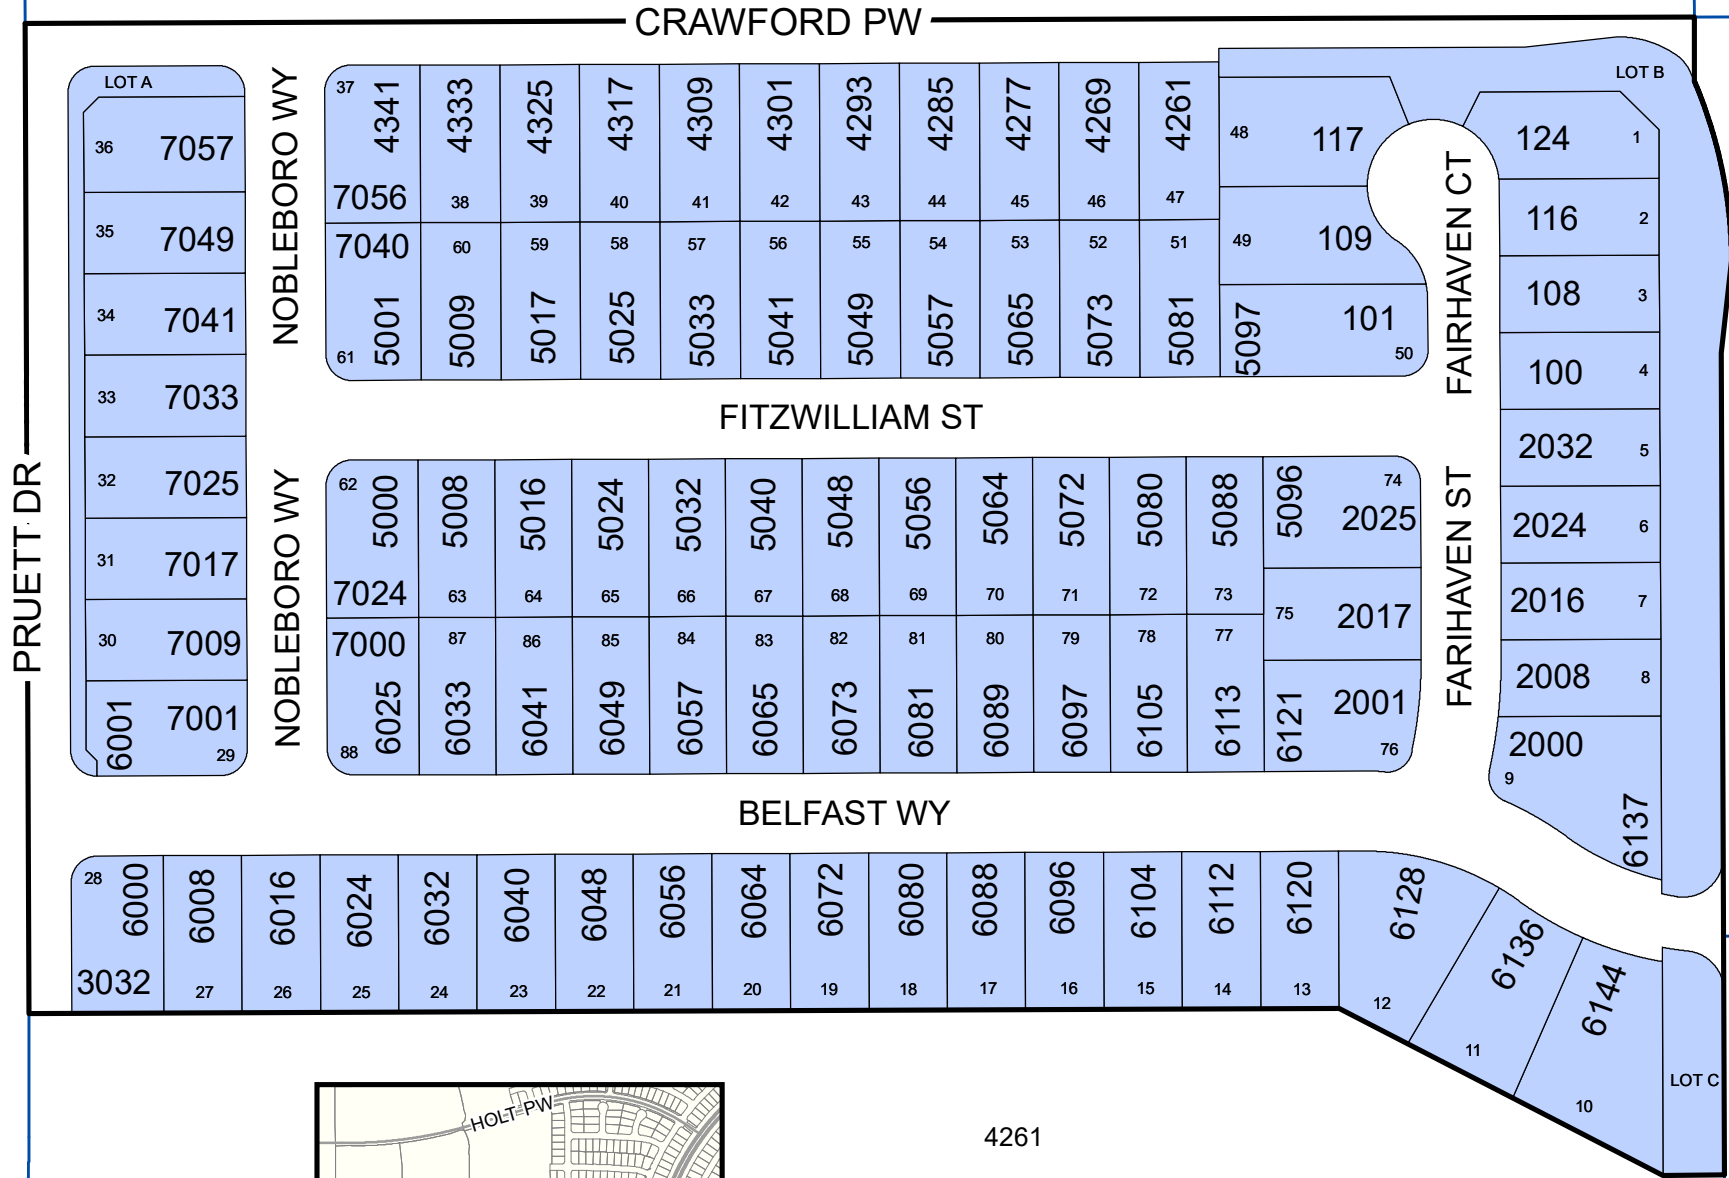 CRAWFORD PW
LOT A
LOT B
NOBLEBORO WY
37 4341 4333 4325 4317 4309 4301 4293 4285 4277 4269 4261
7056 38 39 40 41 42 43 44 45 46 47
48 117
124 1
36 7057
35 7049
34 7041
33 7033
32 7025
31 7017
30 7009
6001 7001
29
7040 60 59 58 57 56 55 54 53 52 51
49 109
116 2
FAIRHAVEN CT
61 5001 5009 5017 5025 5033 5041 5049 5057 5065 5073 5081 5097 101
50
108 3
100 4
FITZWILLIAM ST
PRUETT DR
NOBLEBORO WY
62 5000 5008 5016 5024 5032 5040 5048 5056 5064 5072 5080 5088 5096 74
2025
2032 5
2024 6
FARIHAVEN ST
7024 63 64 65 66 67 68 69 70 71 72 73
75 2017
2016 7
7000 87 86 85 84 83 82 81 80 79 78 77
2008 8
88 6025 6033 6041 6049 6057 6065 6073 6081 6089 6097 6105 6113 6121 2001
76
2000
9
6137
BELFAST WY
28 6000 6008 6016 6024 6032 6040 6048 6056 6064 6072 6080 6088 6096 6104 6112 6120 6128 6136 6144
3032 27 26 25 24 23 22 21 20 19 18 17 16 15 14 13 12 11 10
LOT C
HOLT PW
4261